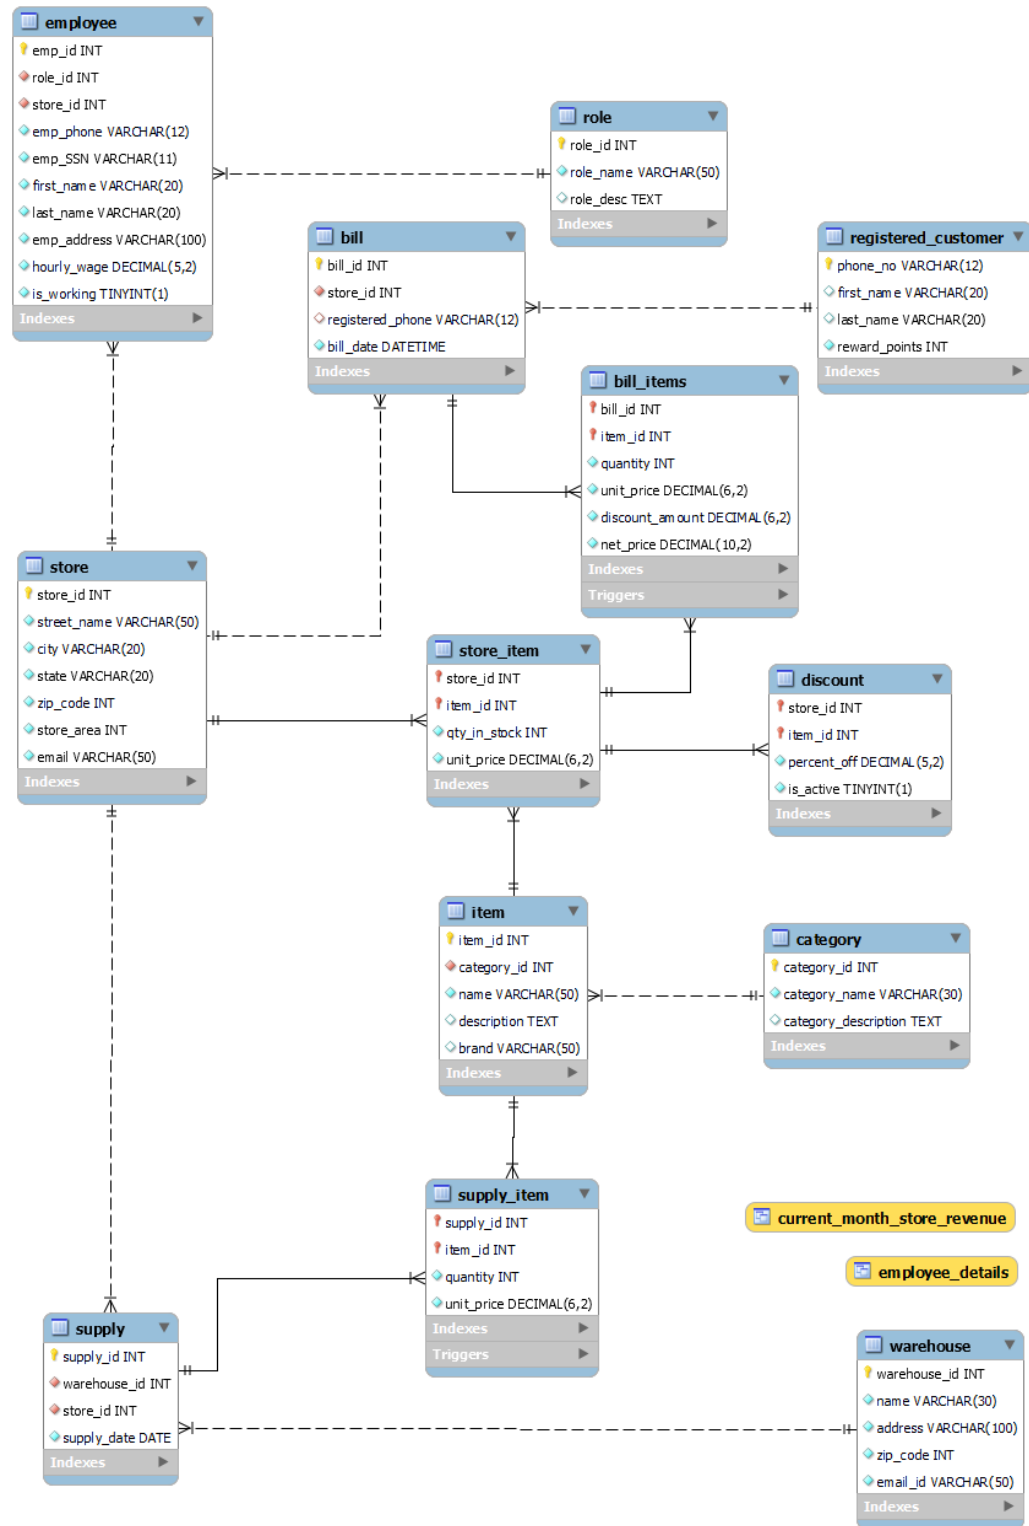 employee
emp_id INT
role_id INT
store_id INT
emp_phone VARCHAR(12)
emp_SSN VARCHAR(11)
first_name VARCHAR(20)
last_name VARCHAR(20)
emp_address VARCHAR(100)
hourly_wage DECIMAL(5,2)
is_working TINYINT(1)
Indexes
role
role_id INT
role_name VARCHAR(50)
role_desc TEXT
Indexes
bill
bill_id INT
store_id INT
registered_phone VARCHAR(12)
bill_date DATETIME
Indexes
registered_customer
phone_no VARCHAR(12)
first_name VARCHAR(20)
last_name VARCHAR(20)
reward_points INT
Indexes
bill_items
bill_id INT
item_id INT
quantity INT
unit_price DECIMAL(6,2)
discount_amount DECIMAL(6,2)
net_price DECIMAL(10,2)
Indexes
Triggers
store
store_id INT
street_name VARCHAR(50)
city VARCHAR(20)
state VARCHAR(20)
zip_code INT
store_area INT
email VARCHAR(50)
Indexes
store_item
store_id INT
item_id INT
qty_in_stock INT
unit_price DECIMAL(6,2)
Indexes
discount
store_id INT
item_id INT
percent_off DECIMAL(5,2)
is_active TINYINT(1)
Indexes
item
item_id INT
category_id INT
name VARCHAR(50)
description TEXT
brand VARCHAR(50)
Indexes
category
category_id INT
category_name VARCHAR(30)
category_description TEXT
Indexes
supply_item
supply_id INT
item_id INT
quantity INT
unit_price DECIMAL(6,2)
Indexes
Triggers
current_month_store_revenue
employee_details
supply
supply_id INT
warehouse_id INT
store_id INT
supply_date DATE
Indexes
warehouse
warehouse_id INT
name VARCHAR(30)
address VARCHAR(100)
zip_code INT
email_id VARCHAR(50)
Indexes